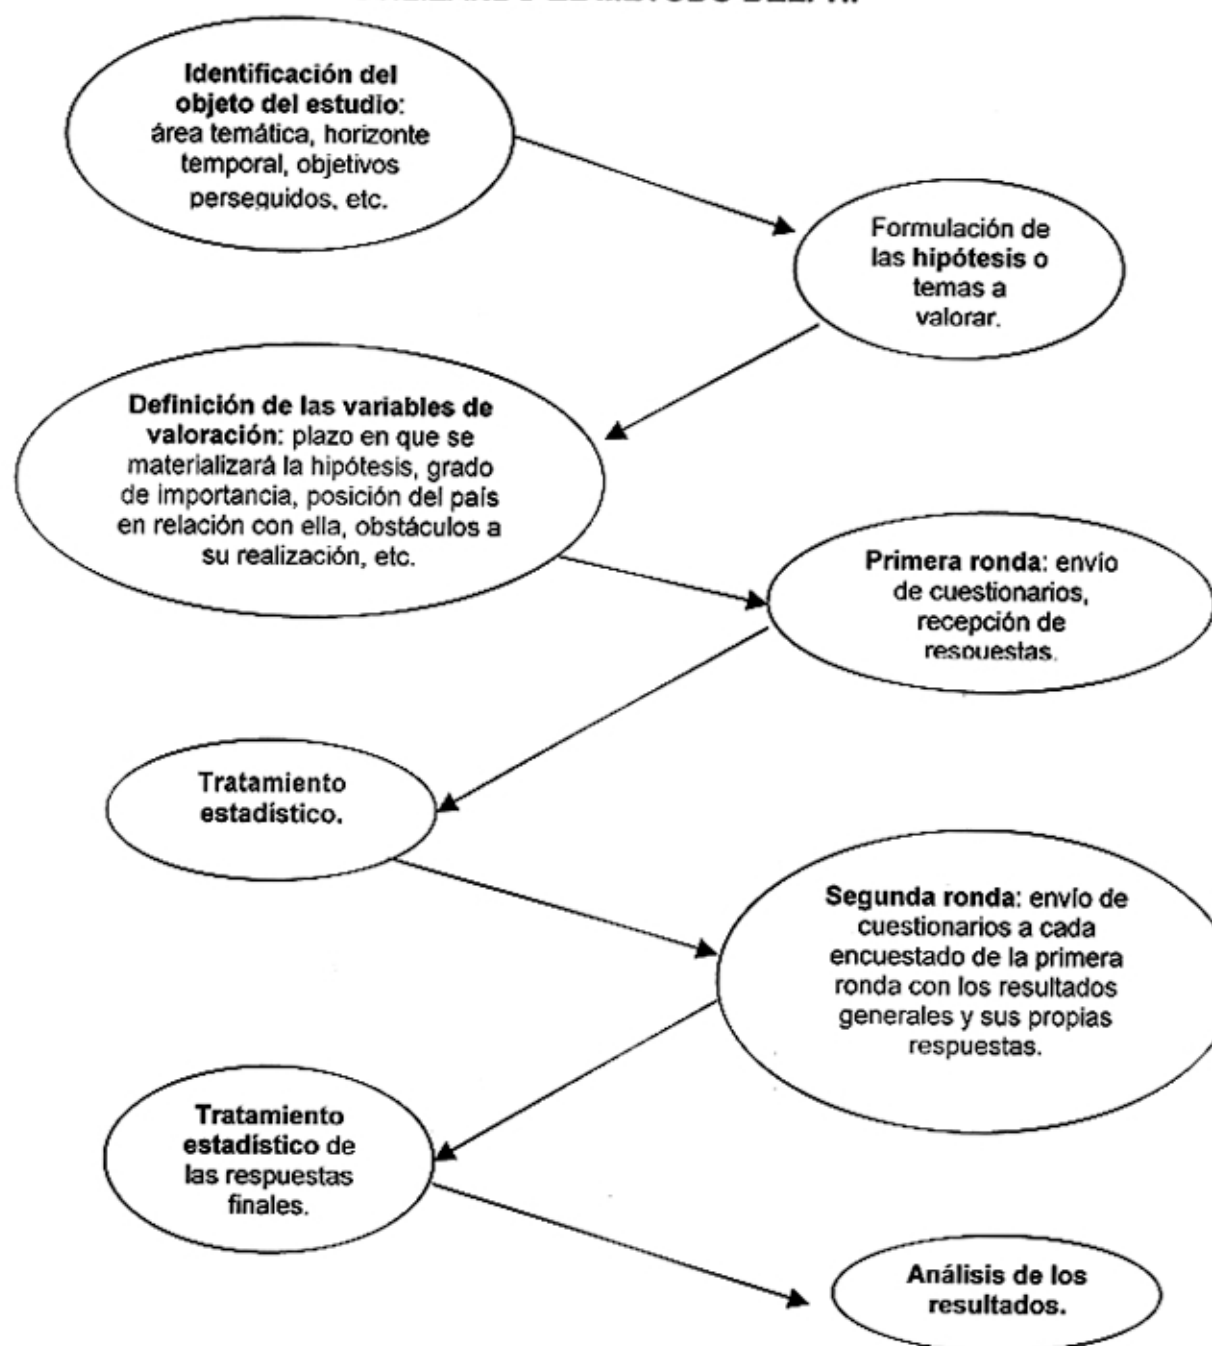 Identificación del
objeto del estudio:
área temática, horizonte
temporal, objetivos
perseguidos, etc.
Formulación de
las hipótesis o
temas a
valorar.
Definición de las variables de
valoración: plazo en que se
materializará la hipótesis, grado
de importancia, posición del país
en relación con ella, obstáculos a
su realización, etc.
Primera ronda: envío
de cuestionarios,
recepción de
respuestas.
Tratamiento
estadístico.
Segunda ronda: envío de
cuestionarios a cada
encuestado de la primera
ronda con los resultados
generales y sus propias
respuestas.
Tratamiento
estadístico de
las respuestas
finales.
Análisis de los
resultados.